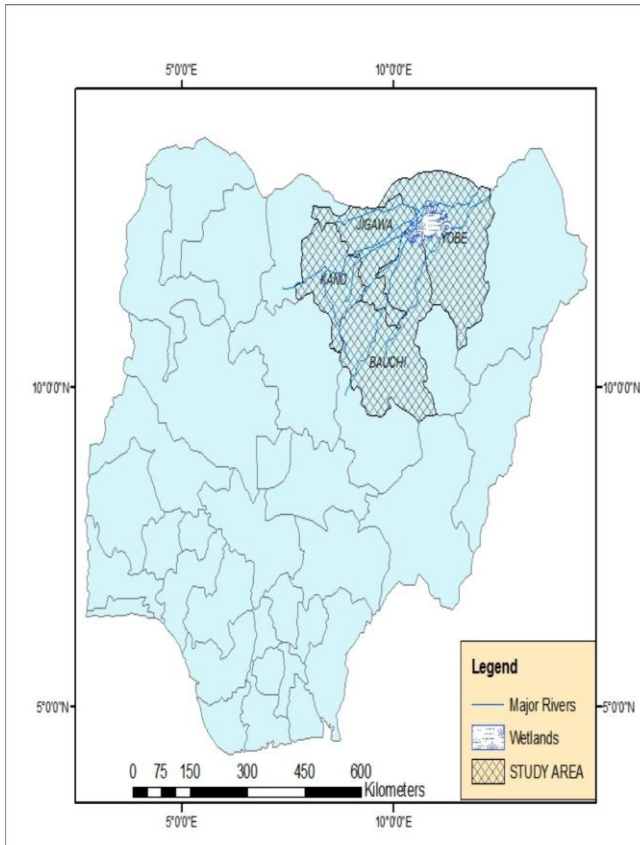 5°0'0"E 10°0'0"E
JIGAWA
YOBE
KANO
BAUCHI
10°0'0"N 10°0'0"N
Legend
Major Rivers
Wetlands
STUDY AREA
5°0'0"N 5°0'0"N
0 75 150 300 450 600
Kilometers
5°0'0"E 10°0'0"E